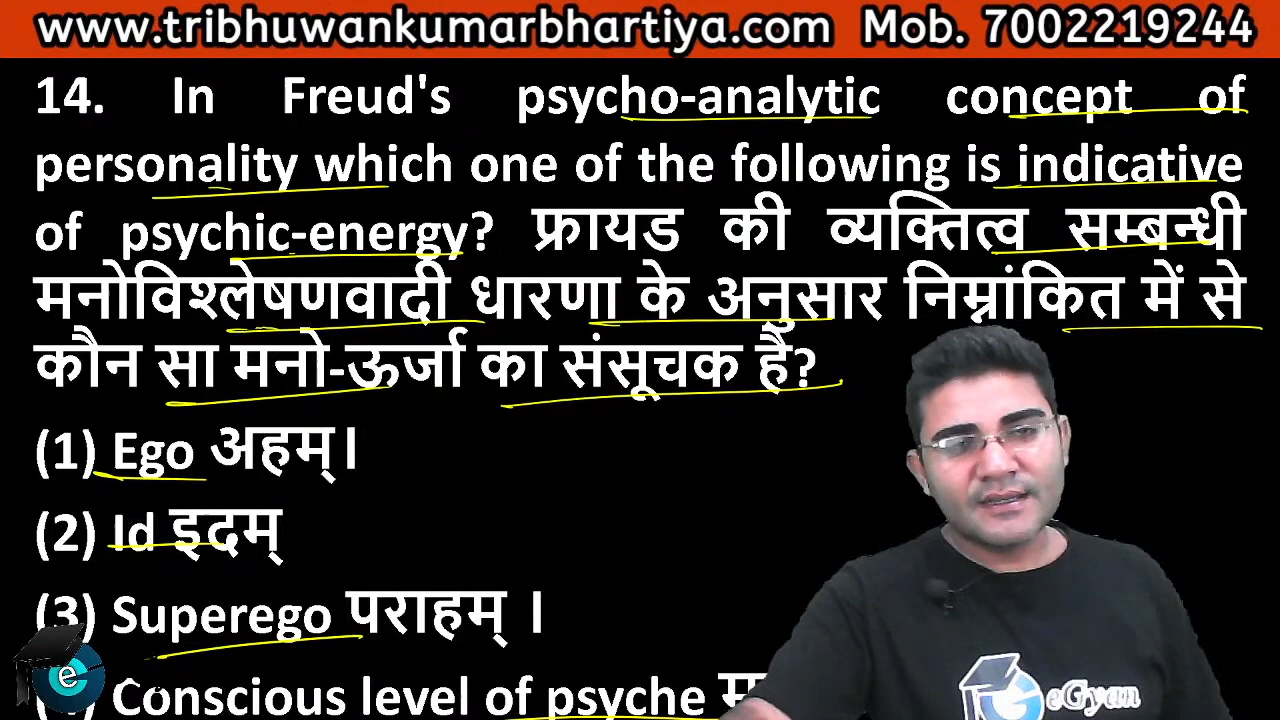 www.tribhuwankumarbhartiya.com Mob. 7002219244
14. In Freud's psycho-analytic concept of
personality which one of the following is indicative
of psychic-energy? फ्रायड की व्यक्तित्व सम्बन्धी
मनोविश्लेषणवादी धारणा के अनुसार निम्नांकित में से
कौन सा मनो-ऊर्जा का संसूचक है?
(1) Ego अहम्।
(2) Id इदम्
(3) Superego पराहम् ।
Conscious level of psyche
e
eGyan